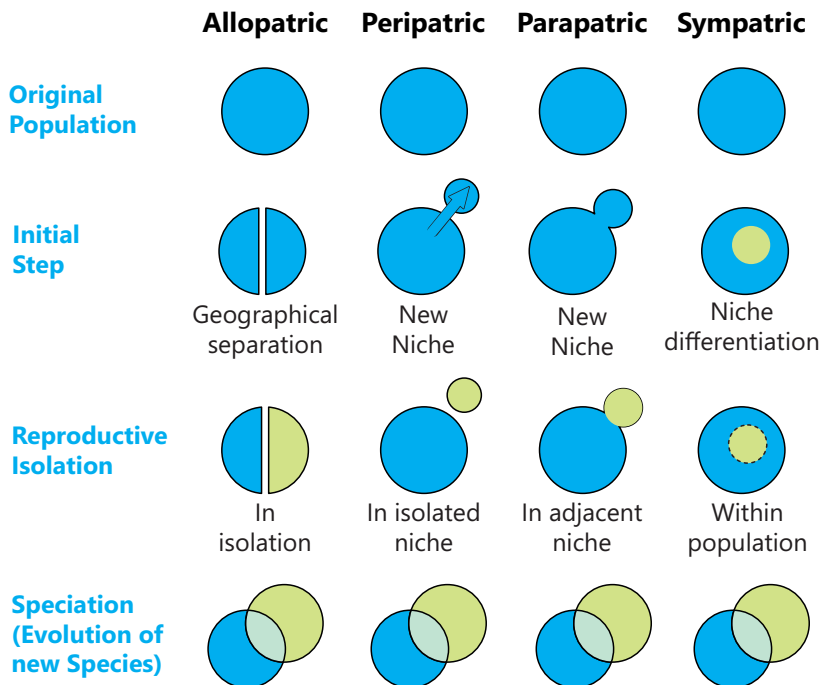 Allopatric Peripatric Parapatric Sympatric
Original
Population
Initial
Step
Geographical
separation
New
Niche
New
Niche
Niche
differentiation
Reproductive
Isolation
In
isolation
In isolated
niche
In adjacent
niche
Within
population
Speciation
(Evolution of
new Species)